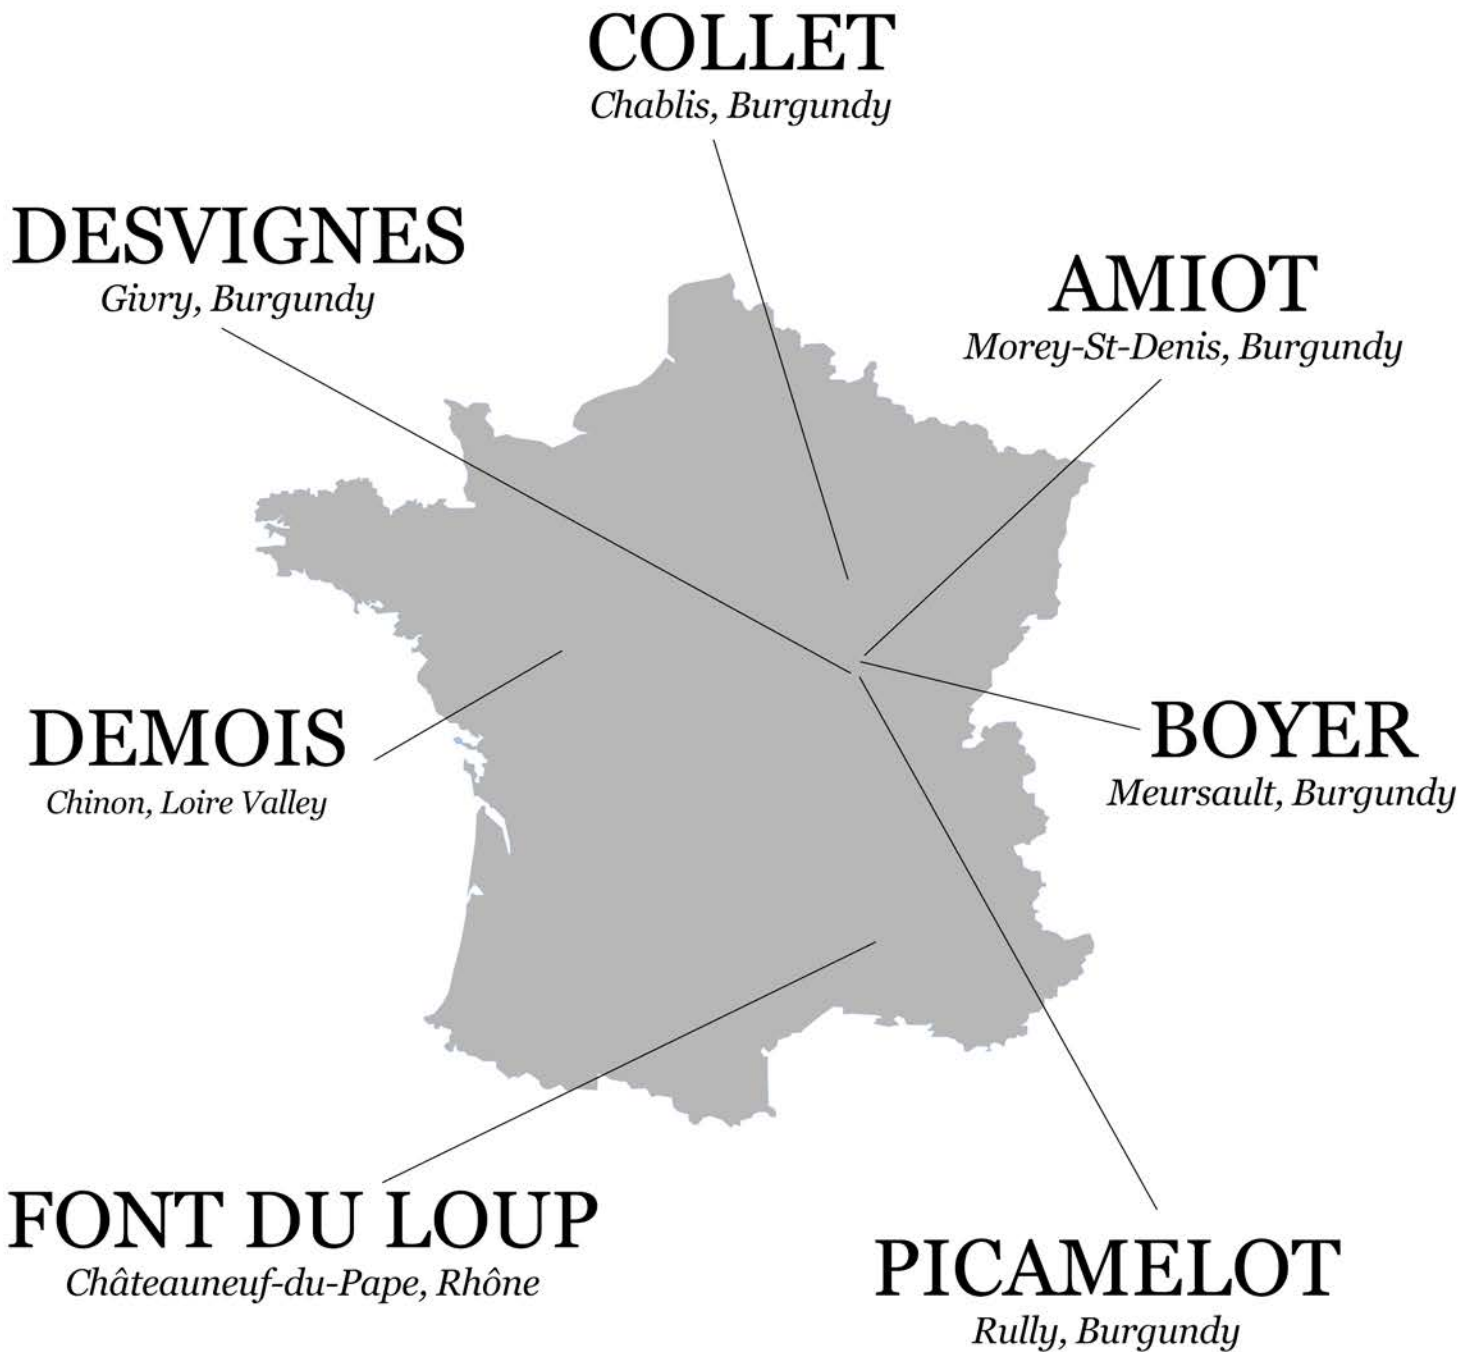 COLLET
Chablis, Burgundy
DESVIGNES
Givry, Burgundy
AMIOT
Morey-St-Denis, Burgundy
DEMOIS
Chinon, Loire Valley
BOYER
Meursault, Burgundy
FONT DU LOUP
Châteauneuf-du-Pape, Rhône
PICAMELOT
Rully, Burgundy